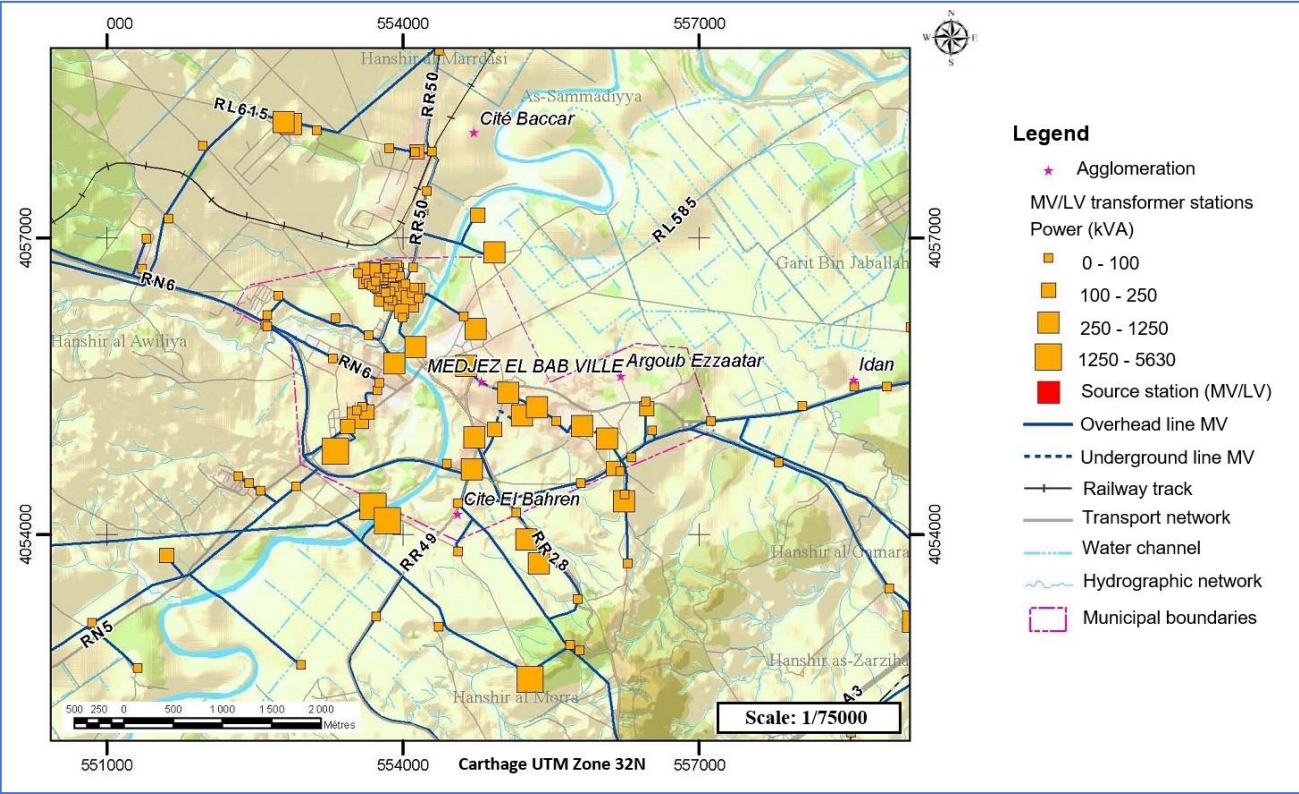 000
554000
557000
N
W
E
S
Hanshir al Marrdasi
RR50
As-Sammadiyya
RL615
Cité Baccar
RR50
RL585
4057000
4057000
Garit Bin Jaballah
RN6
Hanshir al Awiliya
RN6
MEDJEZ EL BAB VILLE
Argoub Ezzaatar
Idan
Cite El Bahren
4054000
4054000
RR49
RR28
Hanshir al Gamara
RN5
Hanshir as-Zarziha
Hanshir al Morra
A3
500 250 0 500 1 000 1 500 2 000
Métres
Scale: 1/75000
551000
554000
Carthage UTM Zone 32N
557000
Legend
Agglomeration
MV/LV transformer stations
Power (kVA)
0 - 100
100 - 250
250 - 1250
1250 - 5630
Source station (MV/LV)
Overhead line MV
Underground line MV
Railway track
Transport network
Water channel
Hydrographic network
Municipal boundaries